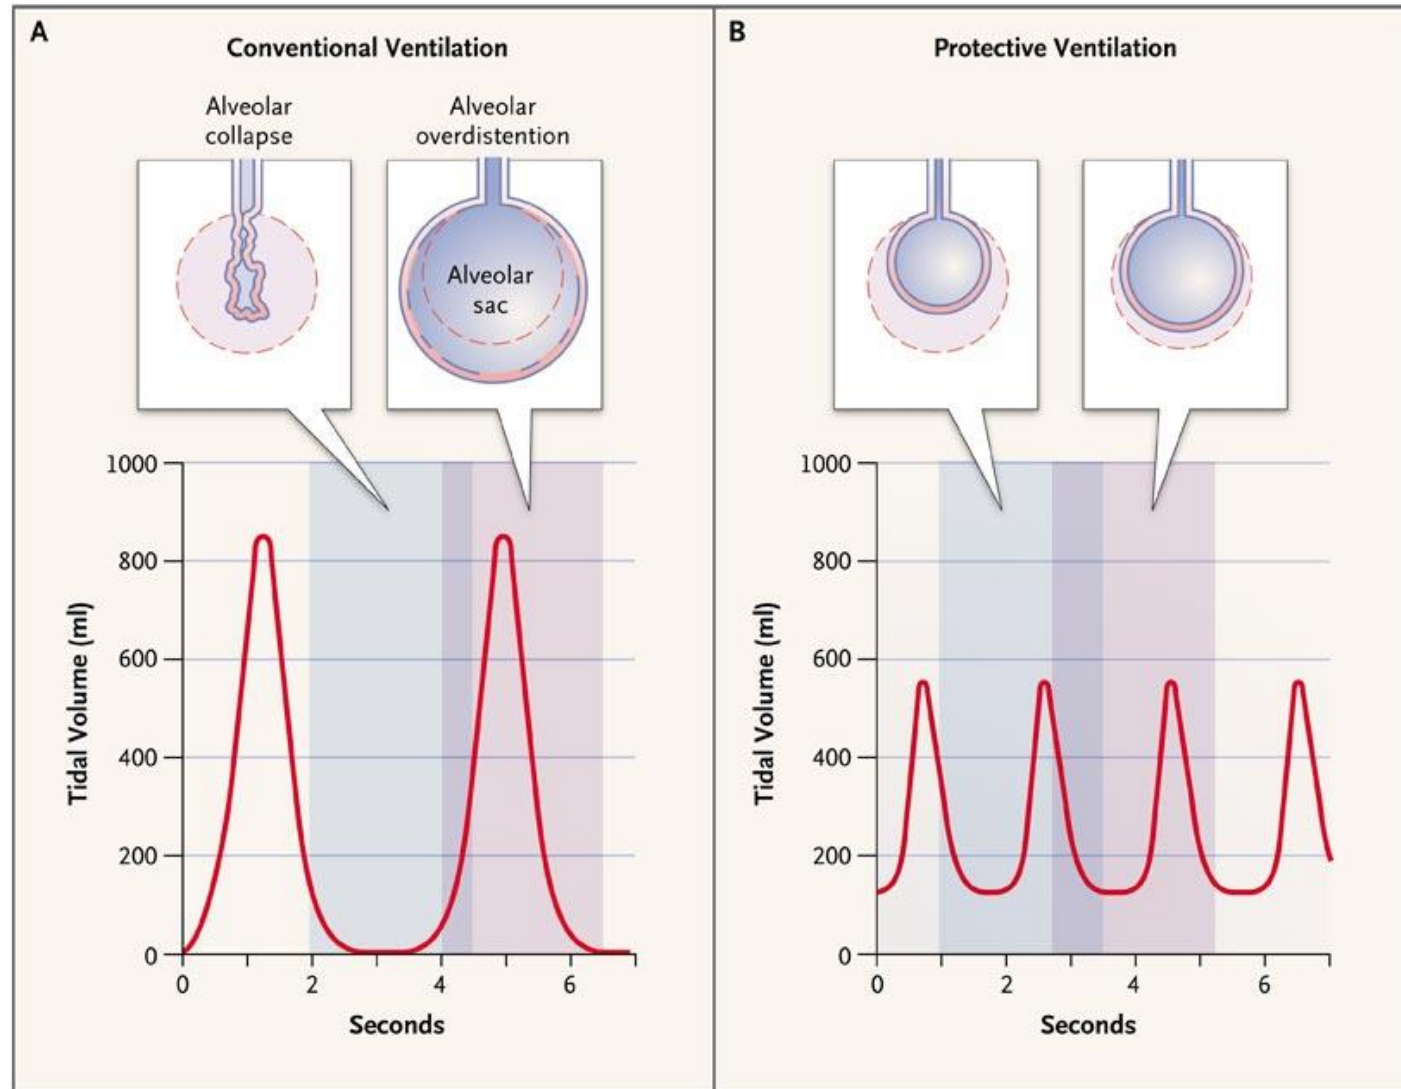 A
Conventional Ventilation
Alveolar
collapse
Alveolar
overdistention
Alveolar
sac
1000
800
600
400
200
0
Tidal Volume (ml)
0 2 4 6
Seconds
B
Protective Ventilation
1000
800
600
400
200
0
Tidal Volume (ml)
0 2 4 6
Seconds